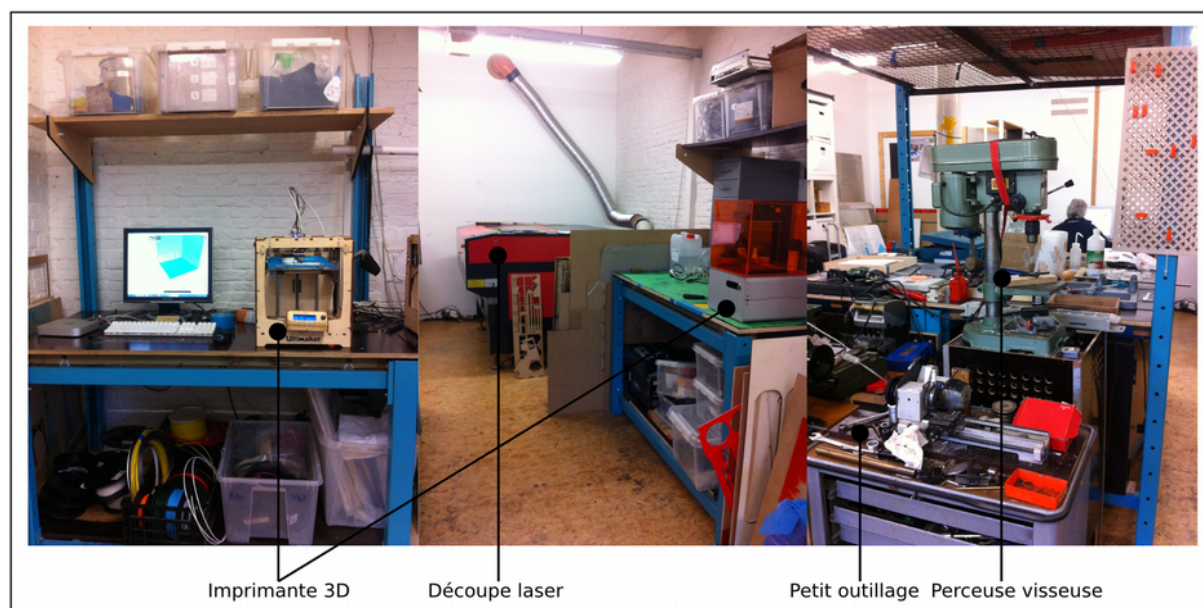 Ultimaker
Imprimante 3D
Découpe laser
Petit outillage
Perceuse visseuse